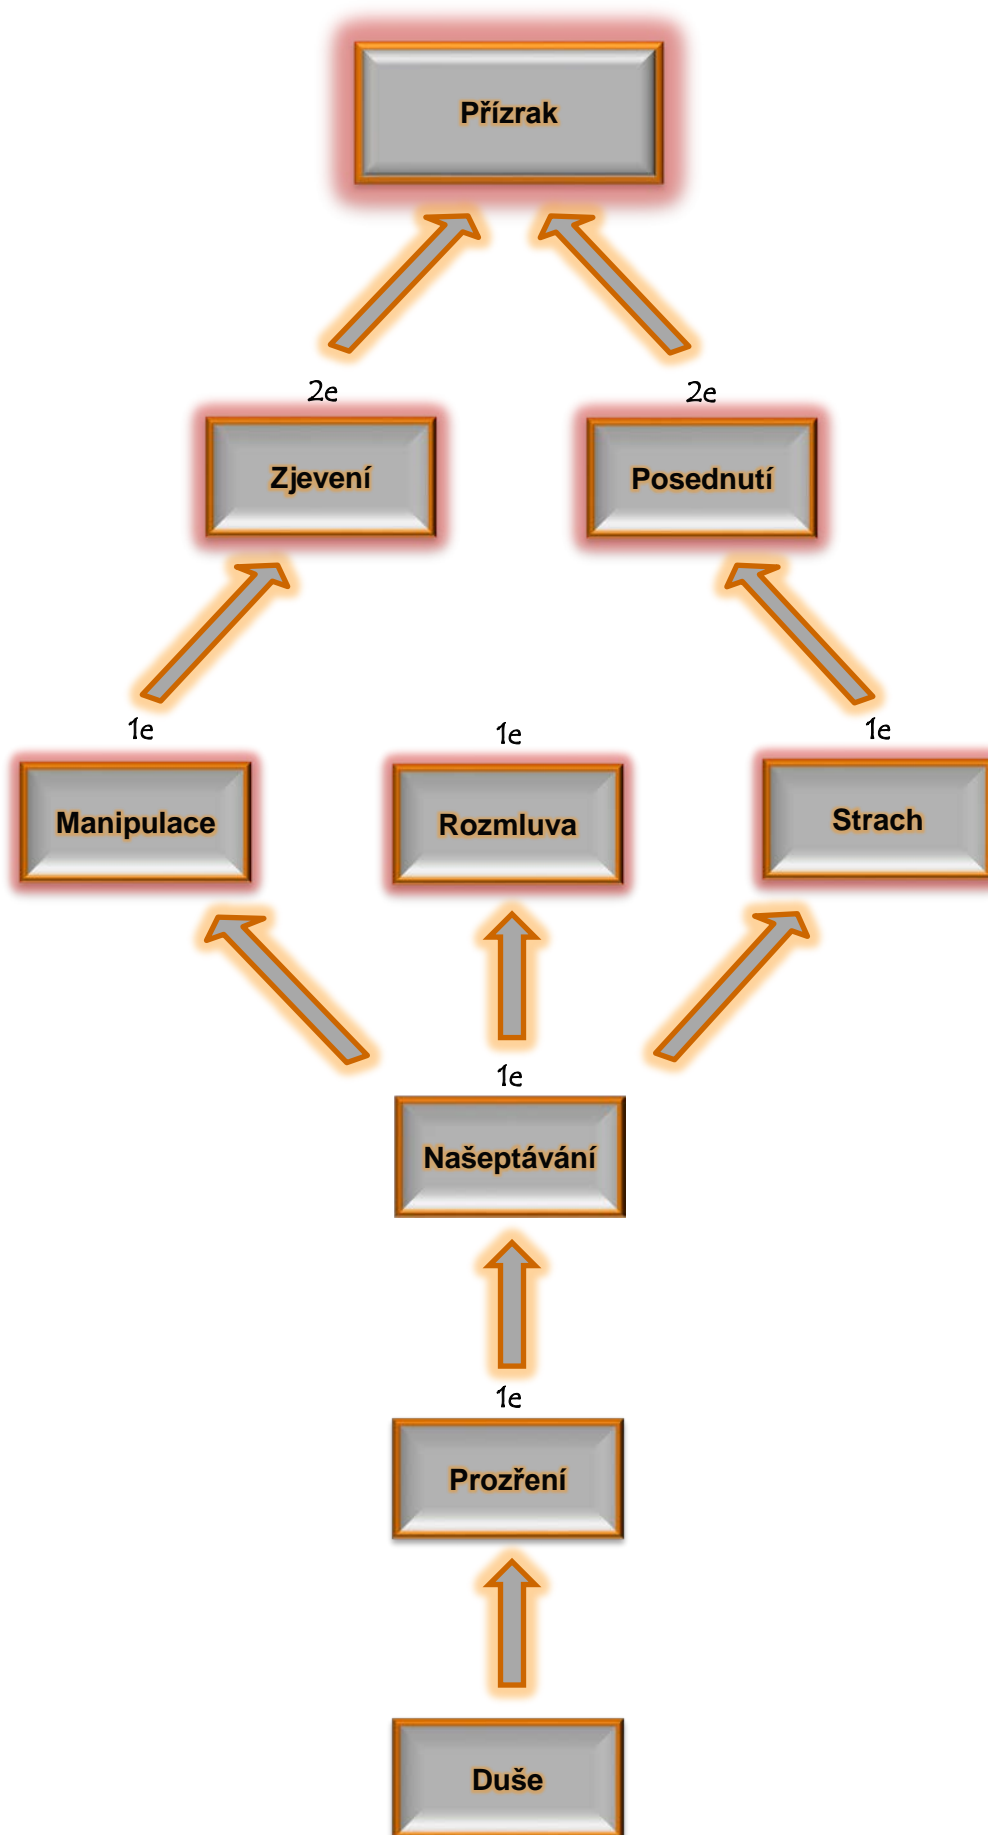 Přízrak
2e
2e
Zjevení
Posednutí
1e
1e
1e
Manipulace
Rozmluva
Strach
1e
Našeptávání
1e
Prozření
Duše